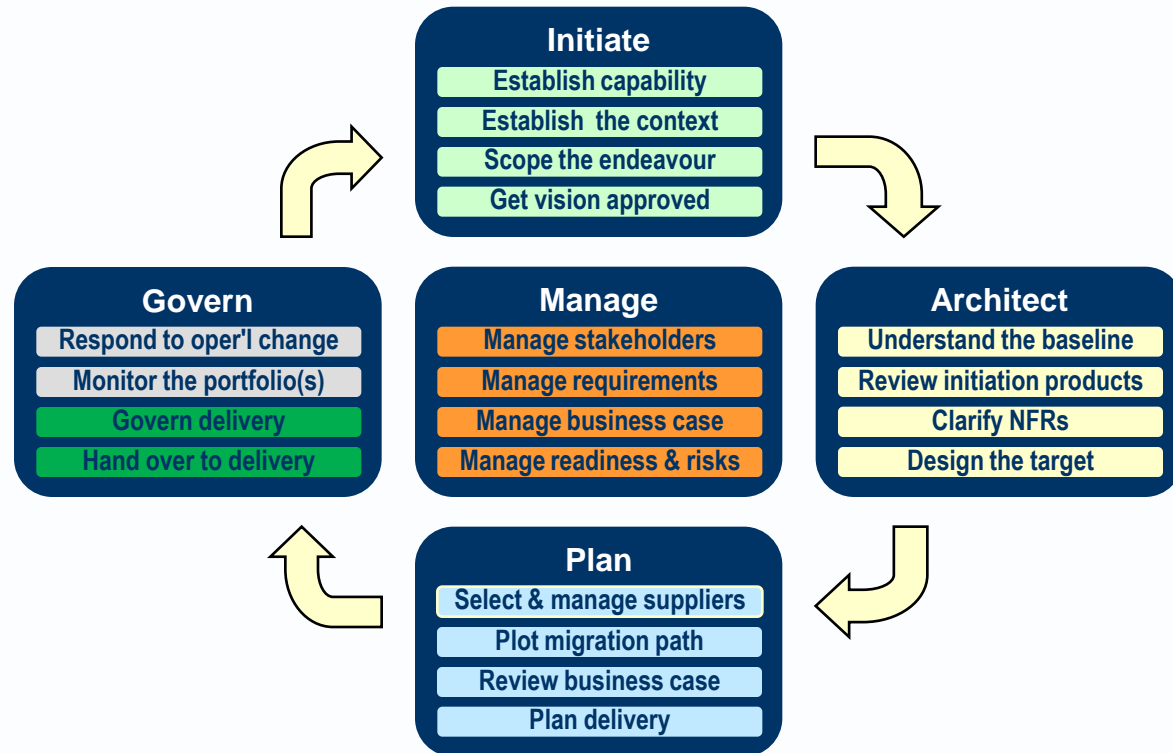 Initiate
Establish capability
Establish the context
Scope the endeavour
Get vision approved
Govern
Respond to oper'l change
Monitor the portfolio(s)
Govern delivery
Hand over to delivery
Manage
Manage stakeholders
Manage requirements
Manage business case
Manage readiness & risks
Architect
Understand the baseline
Review initiation products
Clarify NFRs
Design the target
Plan
Select & manage suppliers
Plot migration path
Review business case
Plan delivery